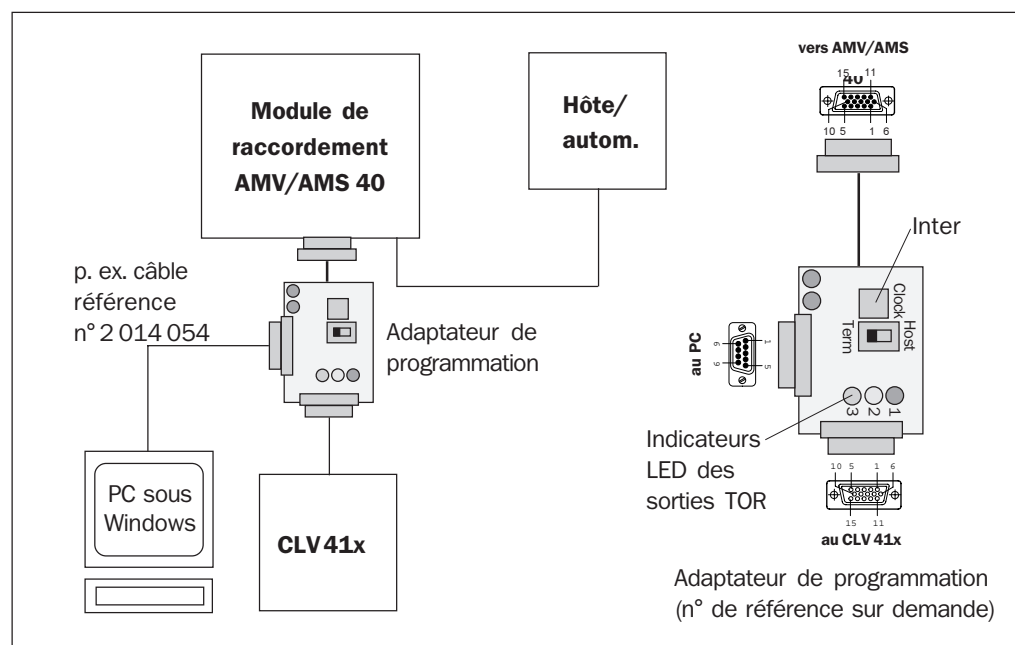 Module de
raccordement
AMV/AMS 40
Hôte/
autom.
p. ex. câble
référence
n° 2 014 054
Adaptateur de
programmation
PC sous
Windows
CLV 41x
vers AMV/AMS
40
15 11
10 5 1 6
Inter
Clock
Host
Term
au PC
6 1
9 5
3 2 1
Indicateurs
LED des
sorties TOR
10 5 1 6
15 11
au CLV 41x
Adaptateur de programmation
(n° de référence sur demande)